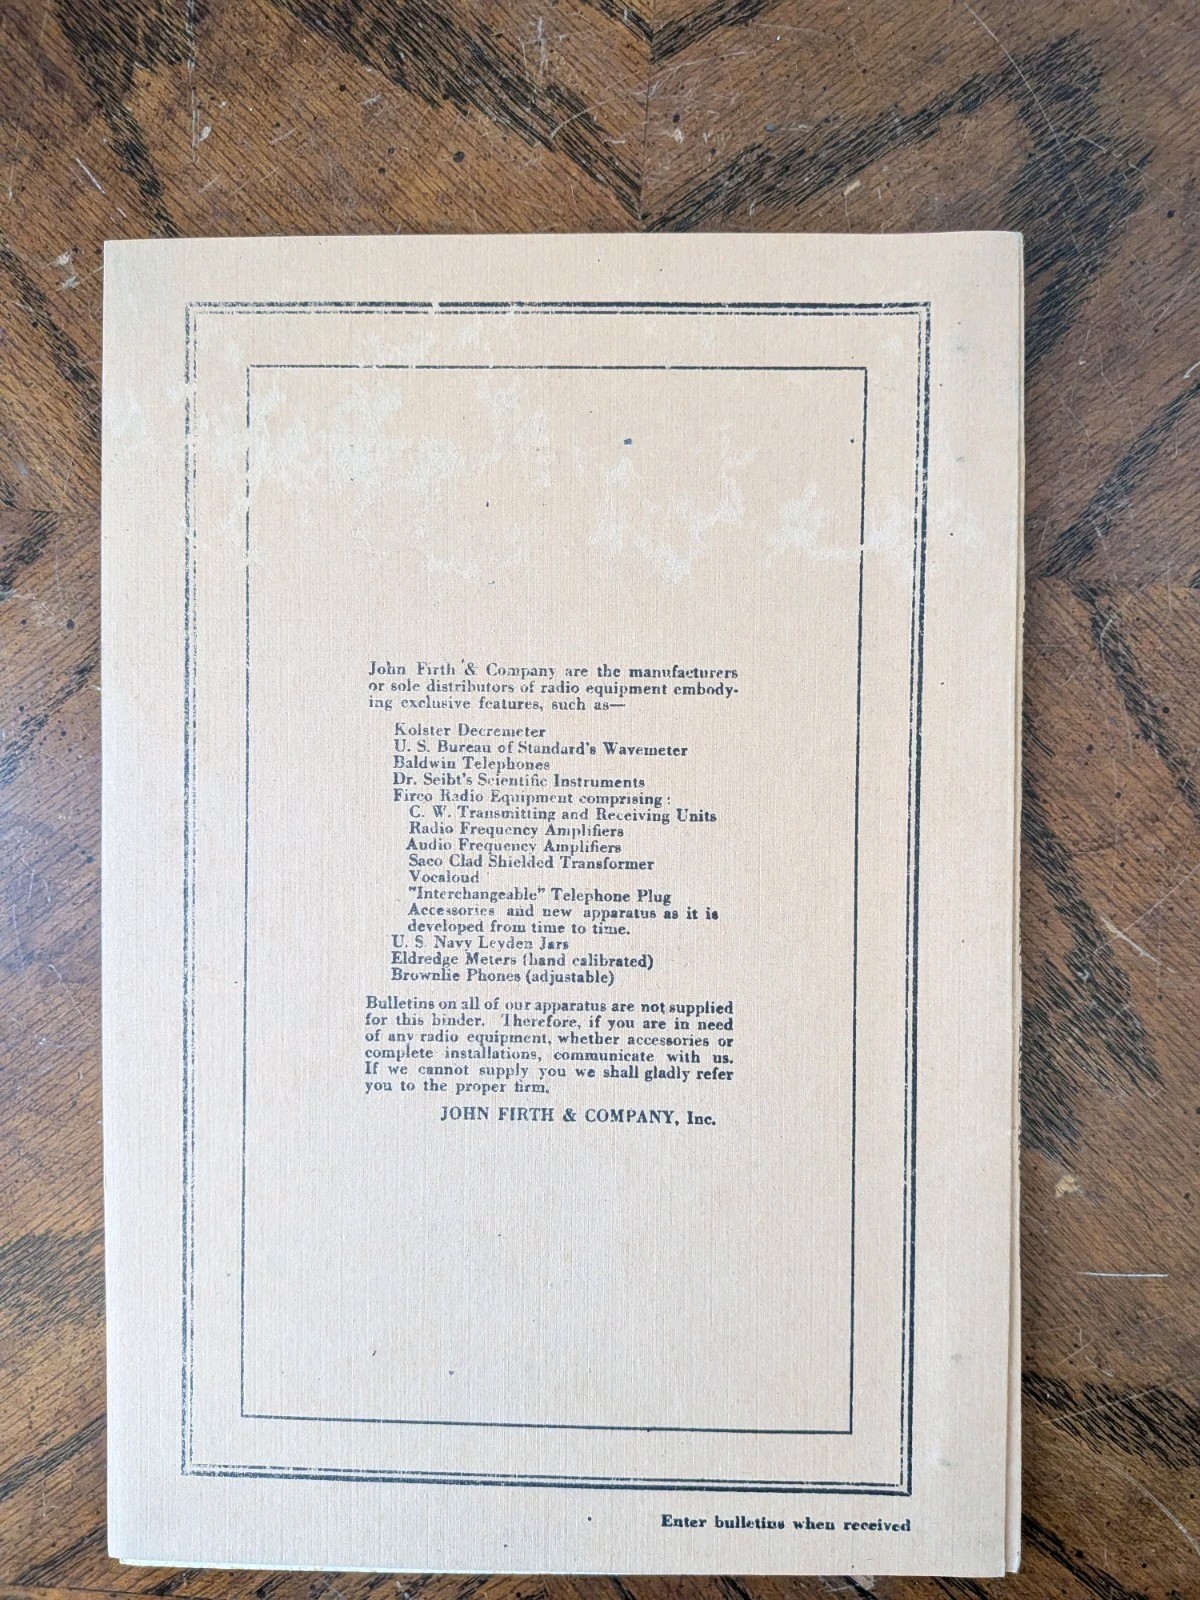 John Firth & Company are the manufacturers
or sole distributors of radio equipment embody-
ing exclusive features, such as—
Kolster Decremeter
U. S. Bureau of Standard's Wavemeter
Baldwin Telephones
Dr. Seibt's Scientific Instruments
Firco Radio Equipment comprising:
C. W. Transmitting and Receiving Units
Radio Frequency Amplifiers
Audio Frequency Amplifiers
Saco Clad Shielded Transformer
Vocaloud
"Interchangeable" Telephone Plug
Accessories and new apparatus as it is
developed from time to time.
U. S. Navy Leyden Jars
Eldredge Meters (hand calibrated)
Brownlie Phones (adjustable)
Bulletins on all of our apparatus are not supplied
for this binder. Therefore, if you are in need
of any radio equipment, whether accessories or
complete installations, communicate with us.
If we cannot supply you we shall gladly refer
you to the proper firm.
JOHN FIRTH & COMPANY, Inc.
Enter bulletins when received